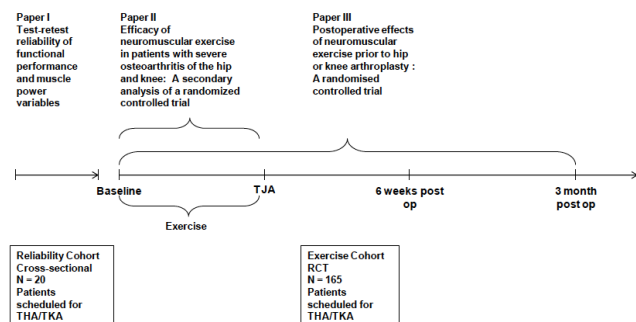 Paper I
Test-retest
reliability of
functional
performance
and muscle
power
variables
Paper II
Efficacy of
neuromuscular exercise
in patients with severe
osteoarthritis of the hip
and knee: A secondary
analysis of a randomized
controlled trial
Paper III
Postoperative effects
of neuromuscular
exercise prior to hip
or knee arthroplasty :
A randomised
controlled trial
Baseline
TJA
6 weeks post
op
3 month
post op
Exercise
Reliability Cohort
Cross-sectional
N = 20
Patients
scheduled for
THA/TKA
Exercise Cohort
RCT
N = 165
Patients
scheduled for
THA/TKA